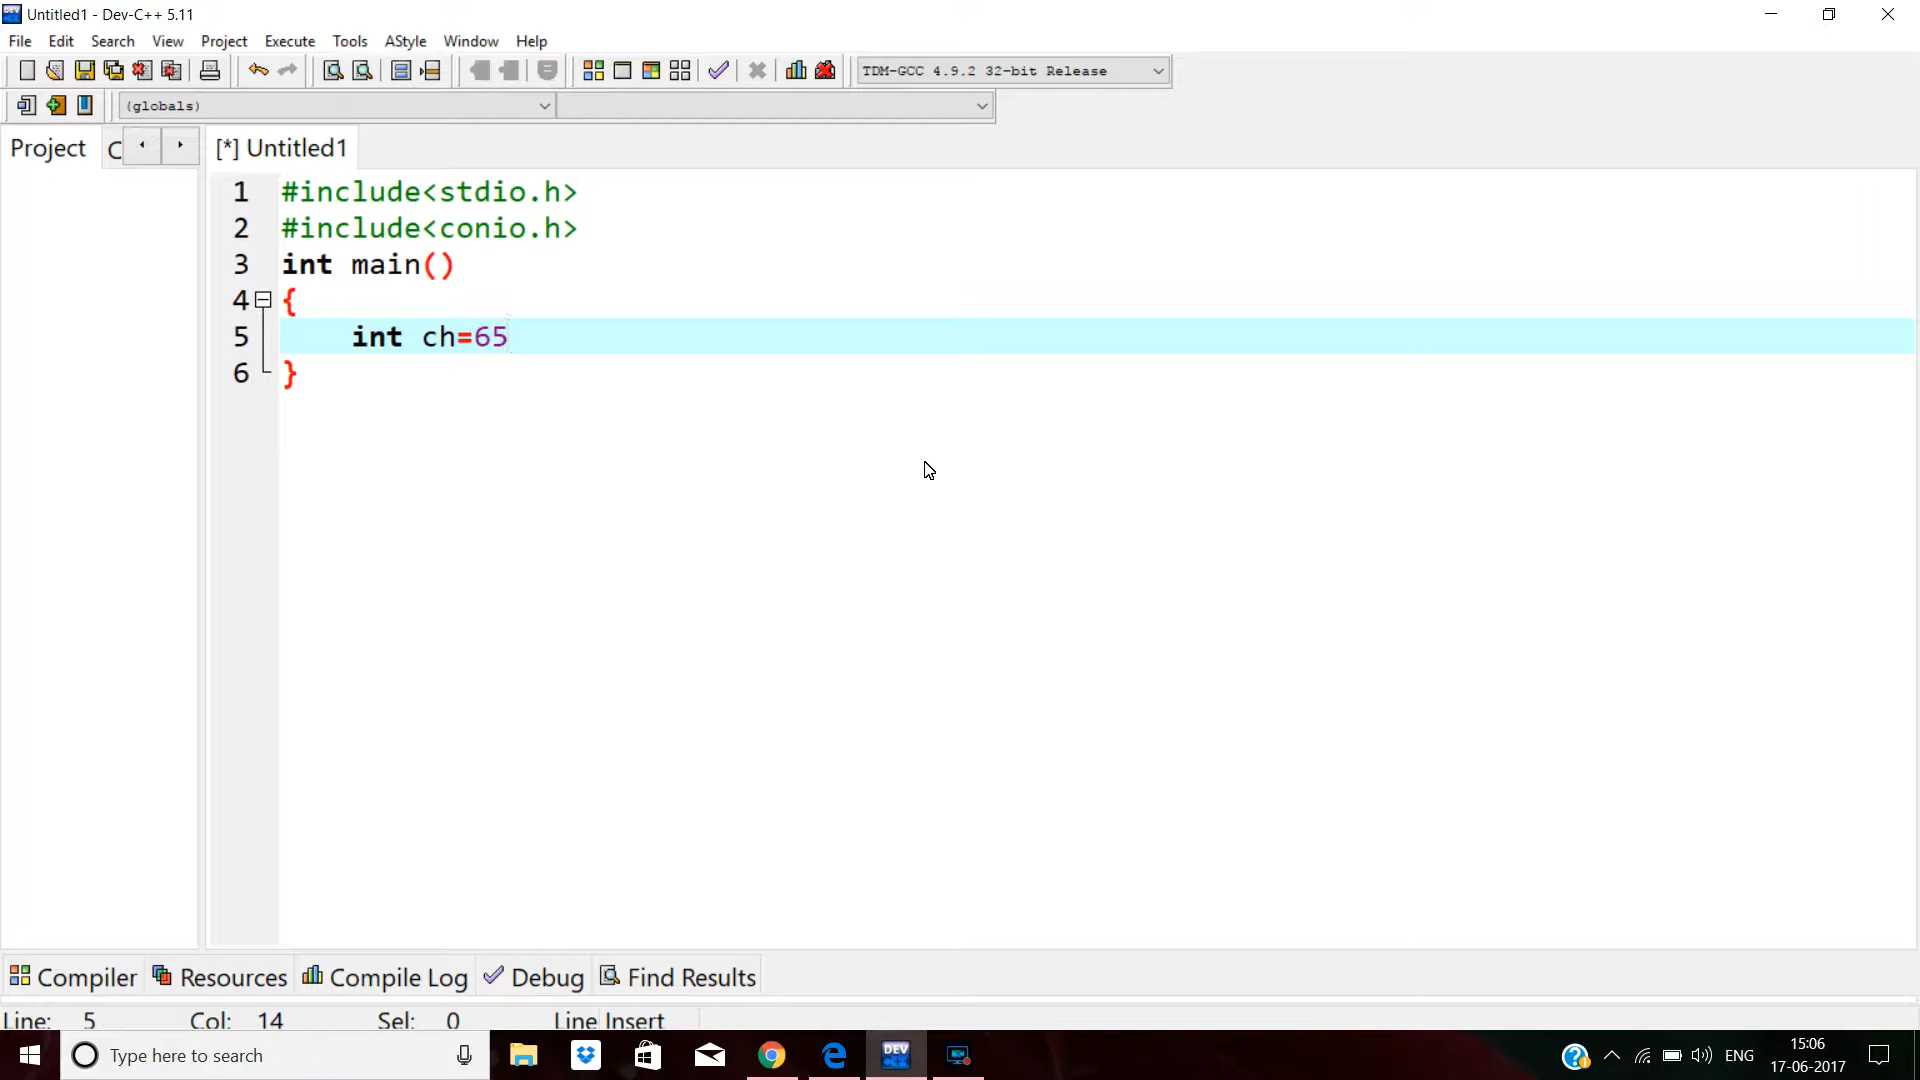 Untitled1 - Dev-C++ 5.11
File Edit Search View Project Execute Tools AStyle Window Help
TDM-GCC 4.9.2 32-bit Release
(globals)
Project C [*] Untitled1
1 #include<stdio.h>
2 #include<conio.h>
3 int main()
4 {
5 int ch=65
6 }
Compiler Resources Compile Log Debug Find Results
Line: 5 Col: 14 Sel: 0 Line Insert
Type here to search DEV ENG 15:06
17-06-2017